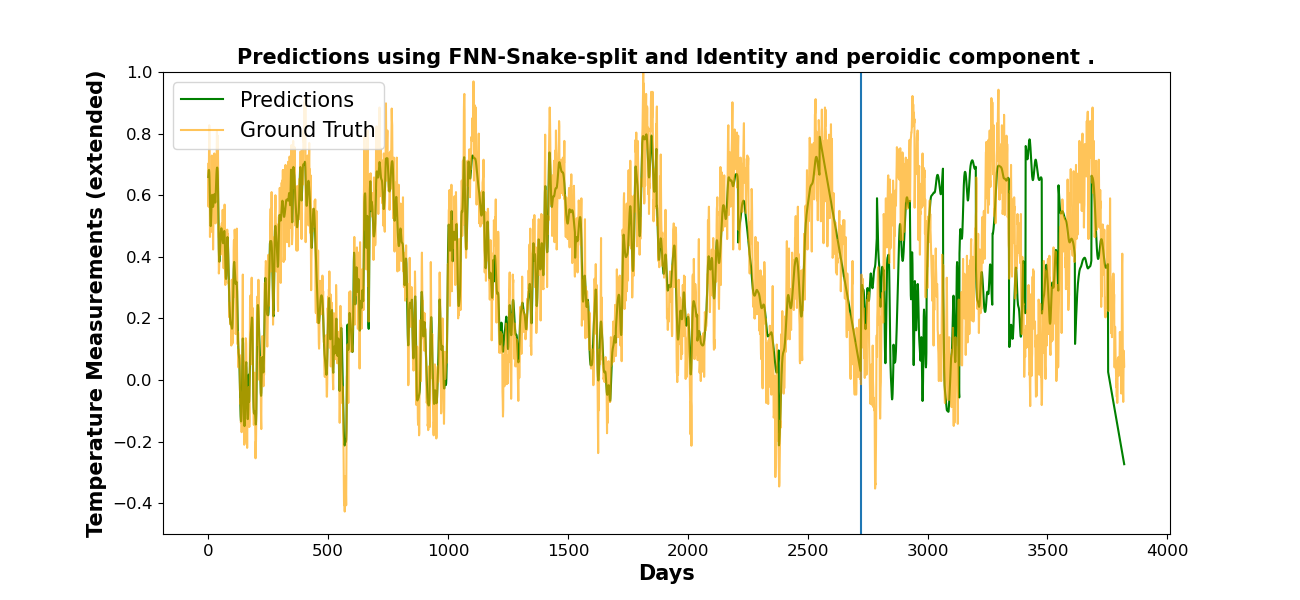 Predictions using FNN-Snake-split and Identity and peroidic component .
Temperature Measurements (extended)
1.0
0.8
0.6
0.4
0.2
0.0
−0.2
−0.4
Predictions
Ground Truth
0 500 1000 1500 2000 2500 3000 3500 4000
Days